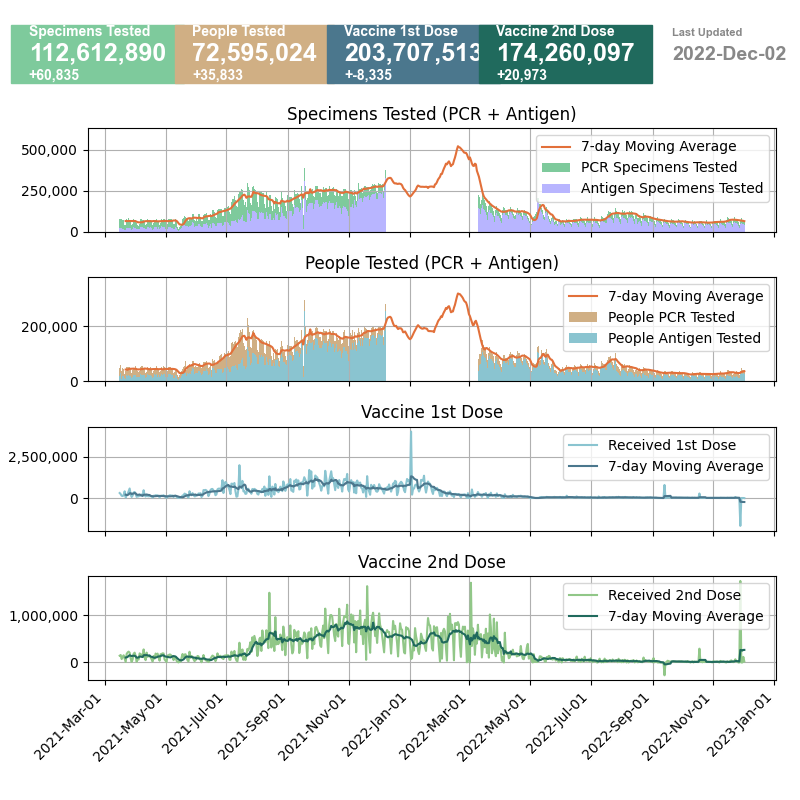 Specimens Tested
112,612,890
+60,835
People Tested
72,595,024
+35,833
Vaccine 1st Dose
203,707,513
+-8,335
Vaccine 2nd Dose
174,260,097
+20,973
Last Updated
2022-Dec-02
Specimens Tested (PCR + Antigen)
500,000
250,000
0
7-day Moving Average
PCR Specimens Tested
Antigen Specimens Tested
People Tested (PCR + Antigen)
200,000
0
7-day Moving Average
People PCR Tested
People Antigen Tested
Vaccine 1st Dose
2,500,000
0
Received 1st Dose
7-day Moving Average
Vaccine 2nd Dose
1,000,000
0
Received 2nd Dose
7-day Moving Average
2021-Mar-01
2021-May-01
2021-Jul-01
2021-Sep-01
2021-Nov-01
2022-Jan-01
2022-Mar-01
2022-May-01
2022-Jul-01
2022-Sep-01
2022-Nov-01
2023-Jan-01